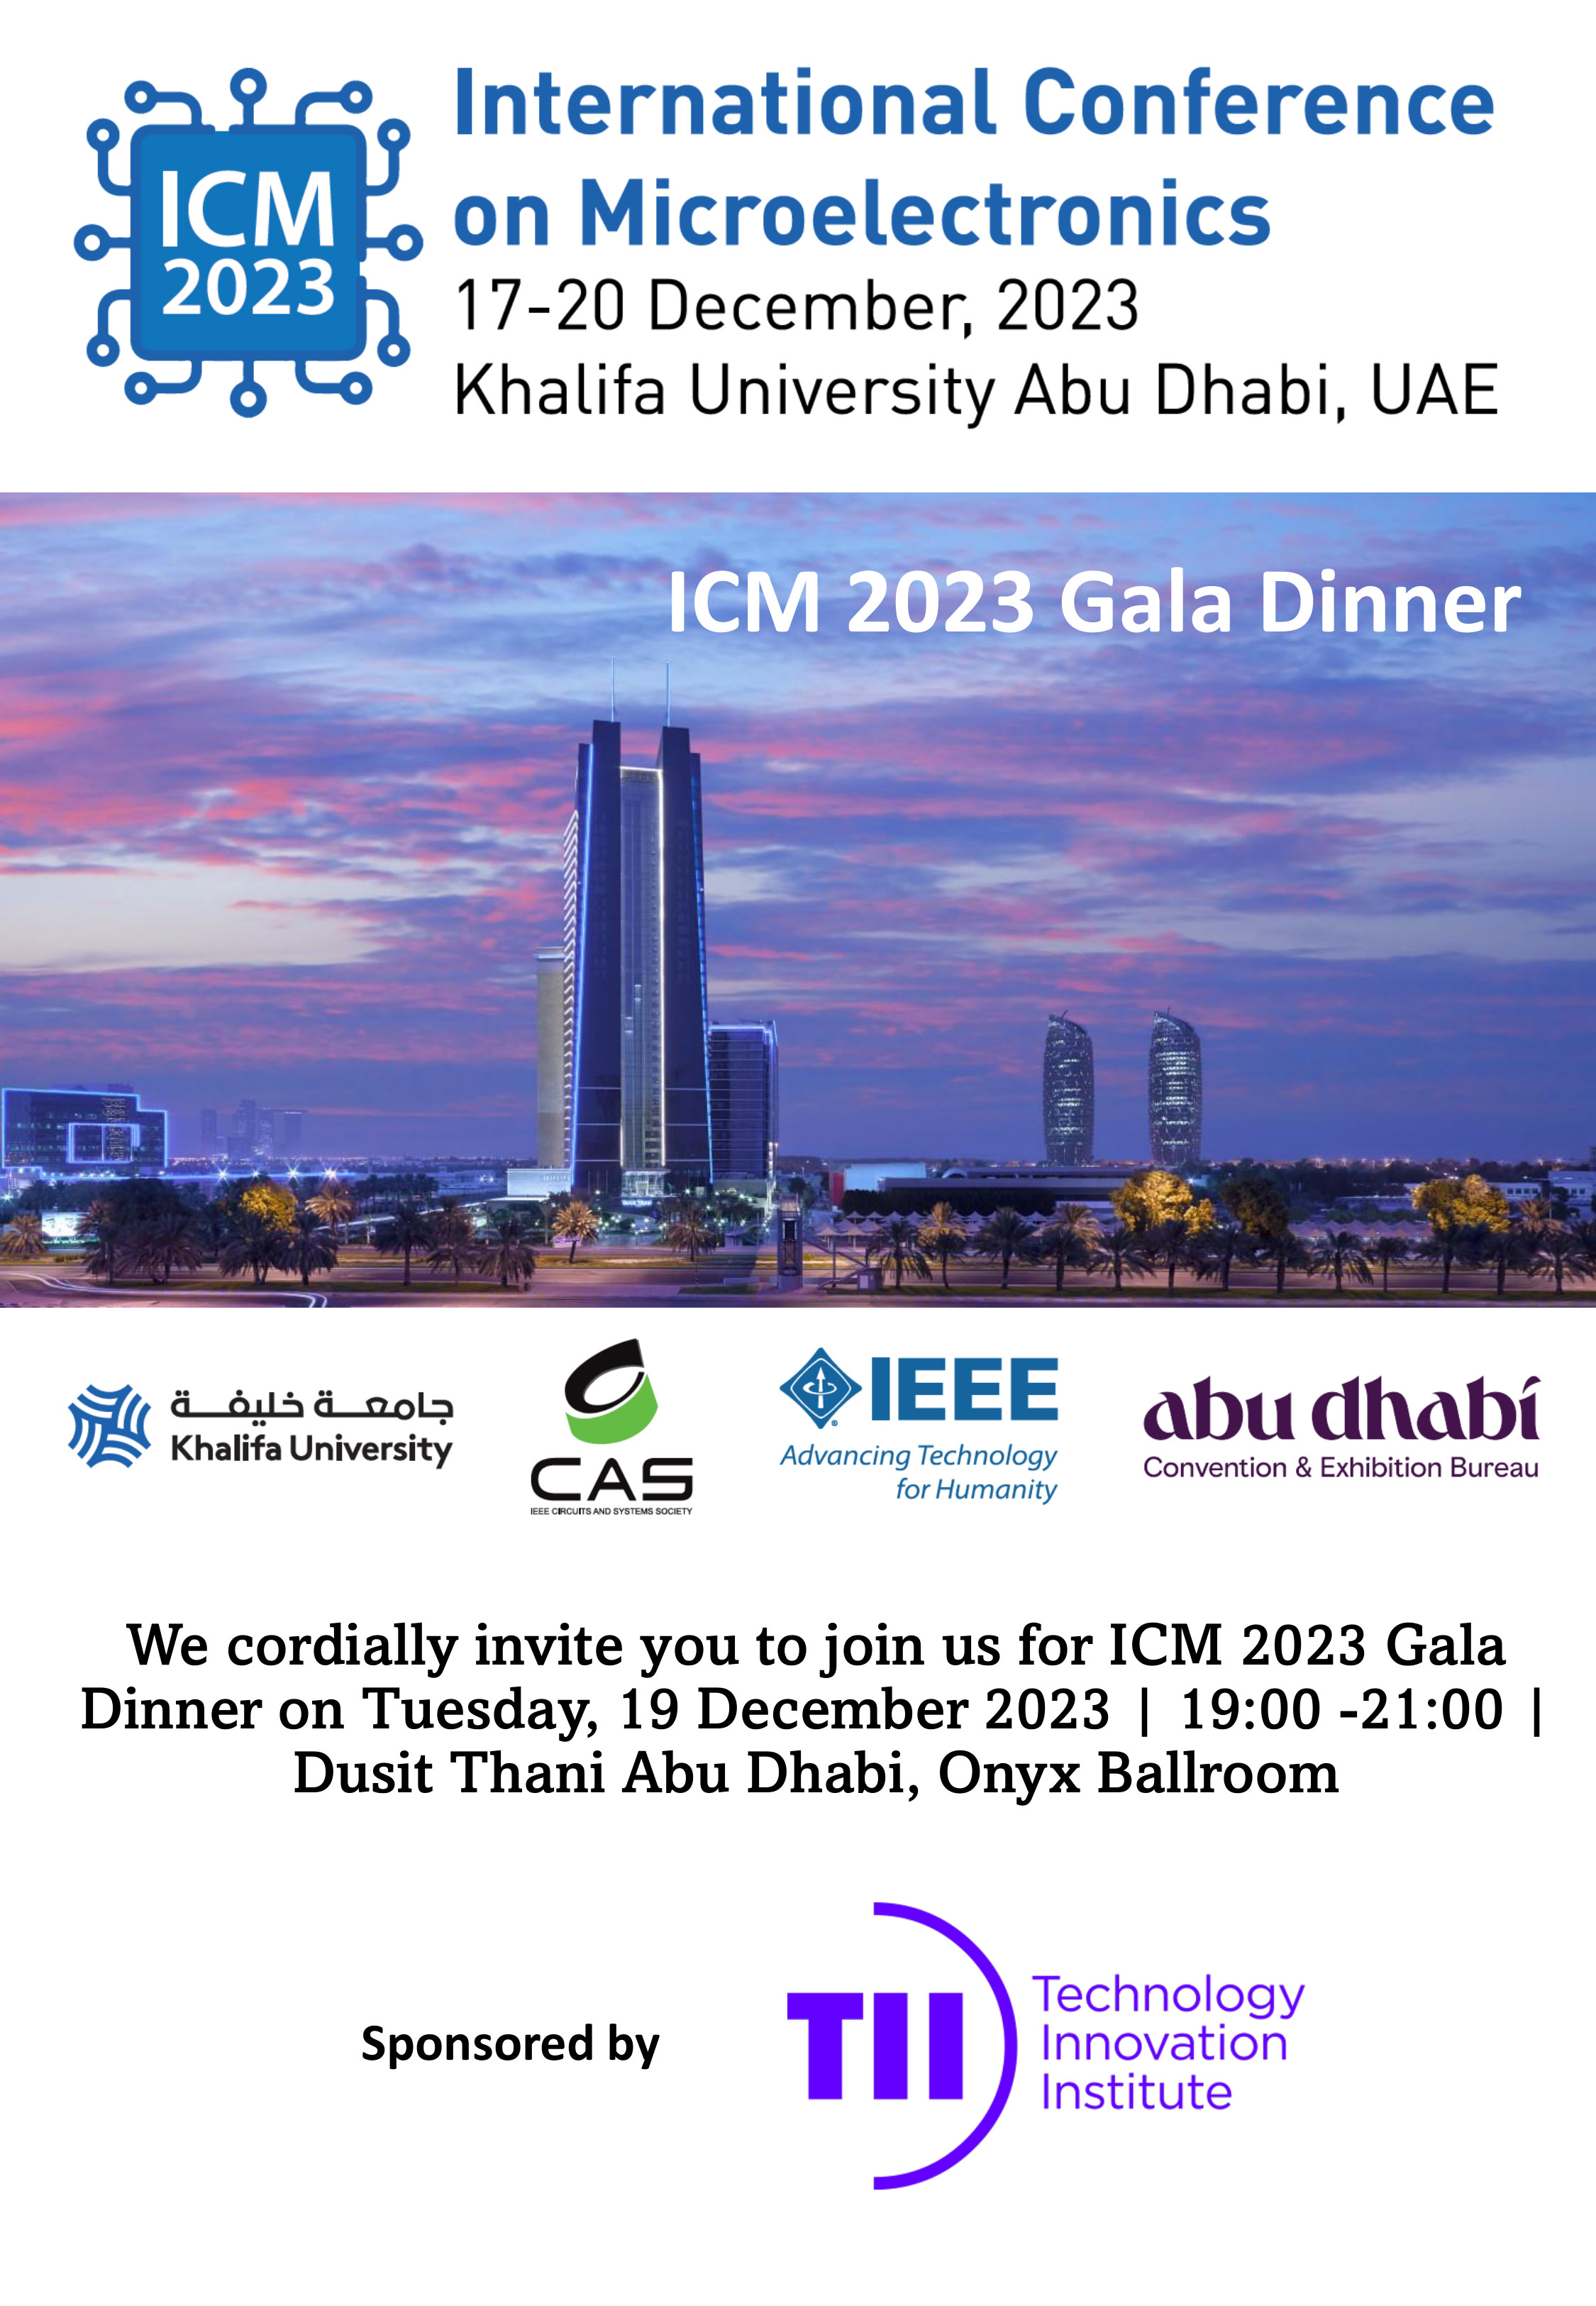 ICM
2023
International Conference
on Microelectronics
17-20 December, 2023
Khalifa University Abu Dhabi, UAE
ICM 2023 Gala Dinner
جامعة خليفة
Khalifa University
CAS
IEEE CIRCUITS AND SYSTEMS SOCIETY
IEEE
Advancing Technology
for Humanity
abu dhabi
Convention & Exhibition Bureau
We cordially invite you to join us for ICM 2023 Gala
Dinner on Tuesday, 19 December 2023 | 19:00 -21:00 |
Dusit Thani Abu Dhabi, Onyx Ballroom
Sponsored by
TII
Technology
Innovation
Institute